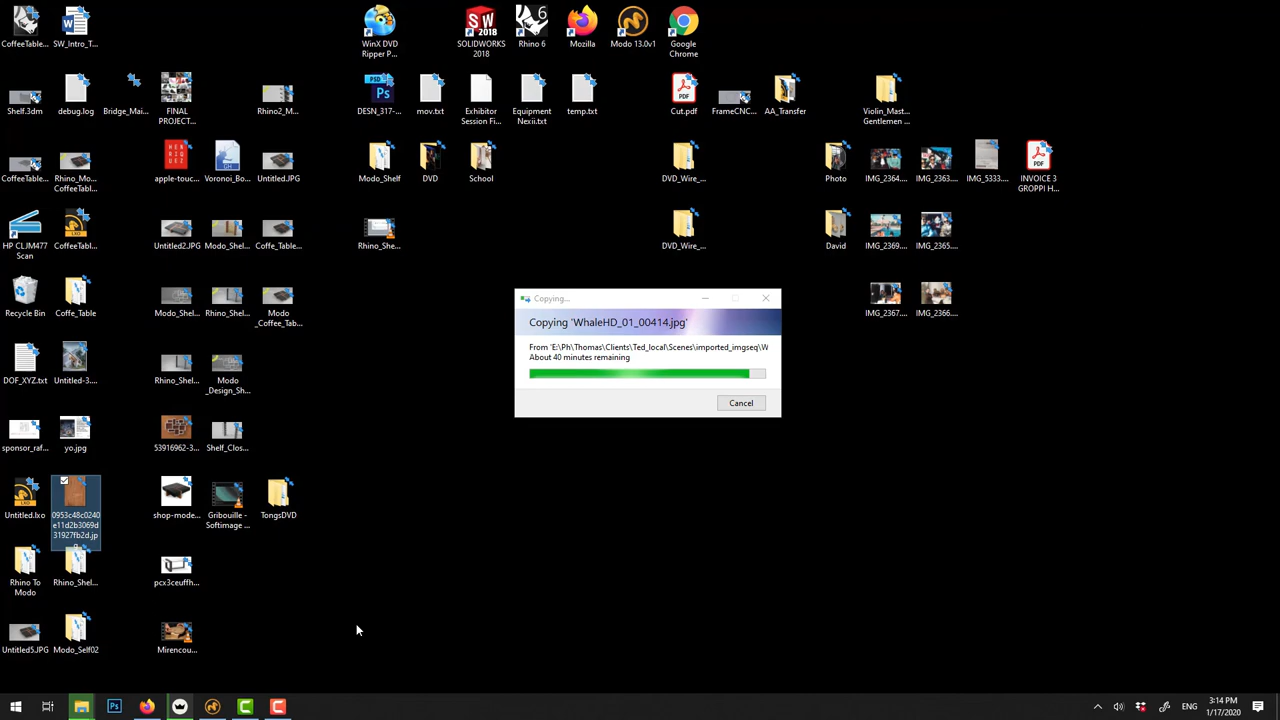 CoffeeTable...
SW_Intro_T...
WinX DVD
Ripper P...
SOLIDWORKS
2018
Rhino 6
Mozilla
Modo 13.0v1
Google
Chrome
Shelf.3dm
debug.log
Bridge_Mai...
FINAL
PROJECT...
Rhino2_M...
DESN_317-...
mov.txt
Exhibitor
Session Fi...
Equipment
Nexii.txt
temp.txt
Cut.pdf
FrameCNC...
AA_Transfer
Violin_Mast...
Gentlemen ...
CoffeeTable...
Rhino_Mo...
CoffeeTabl...
apple-touc...
Voronoi_Bo...
Untitled.JPG
Modo_Shelf
DVD
School
DVD_Wire_...
Photo
IMG_2364....
IMG_2363....
IMG_5333....
INVOICE 3
GROPPI H...
HP CLJM477
Scan
CoffeeTabl...
Untitled2.JPG
Modo_Shel...
Coffe_Table...
Rhino_She...
DVD_Wire_...
David
IMG_2369....
IMG_2365....
Recycle Bin
Coffe_Table
Modo_Shel...
Rhino_Shel...
Modo
_Coffee_Tab...
IMG_2367....
IMG_2366....
Copying...
Copying 'WhaleHD_01_00414.jpg'
From 'E:\Ph\Thomas\Clients\Ted_local\Scenes\imported_imgseq\W
About 40 minutes remaining
Cancel
DOF_XYZ.txt
Untitled-3....
Rhino_Shel...
Modo
_Design_Sh...
sponsor_raf...
yo.jpg
53916962-3...
Shelf_Clos...
Untitled.lxo
0953c48c0240
e11d2b3069d
31927fb2d.jp
g
shop-mode...
Gribouille -
Softimage ...
TongsDVD
Rhino To
Modo
Rhino_Shel...
pcx3ceuffh...
Untitled5.JPG
Modo_Self02
Mirencou...
ENG
3:14 PM
1/17/2020